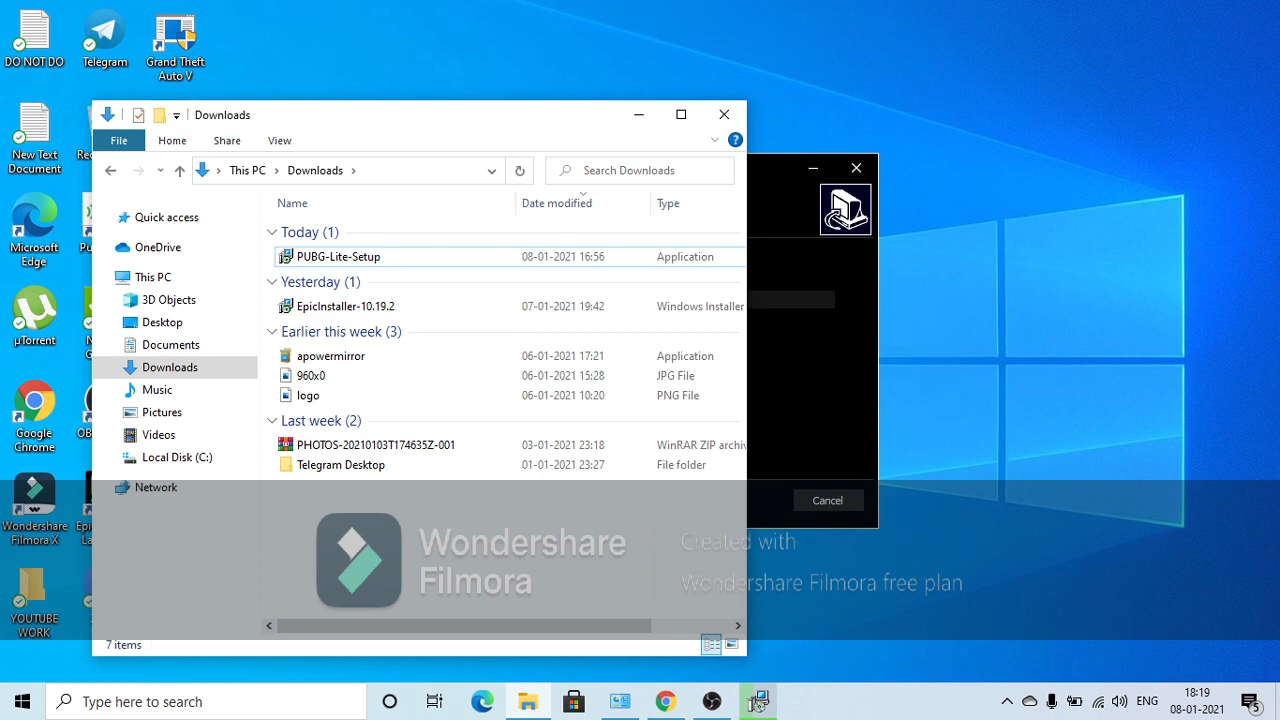 DO NOT DO
Telegram
Grand Theft
Auto V
New Text
Document
Microsoft
Edge
µTorrent
Google
Chrome
Wondershare
Filmora X
YOUTUBE
WORK
Downloads
File
Home
Share
View
This PC
Downloads
Search Downloads
Name
Date modified
Type
Quick access
OneDrive
This PC
3D Objects
Desktop
Documents
Downloads
Music
Pictures
Videos
Local Disk (C:)
Network
Today (1)
PUBG-Lite-Setup 08-01-2021 16:56 Application
Yesterday (1)
EpicInstaller-10.19.2 07-01-2021 19:42 Windows Installer
Earlier this week (3)
apowermirror 06-01-2021 17:21 Application
960x0 06-01-2021 15:28 JPG File
logo 06-01-2021 10:20 PNG File
Last week (2)
PHOTOS-20210103T174635Z-001 03-01-2021 23:18 WinRAR ZIP archiv
Telegram Desktop 01-01-2021 23:27 File folder
7 items
Cancel
Wondershare
Filmora
Created with
Wondershare Filmora free plan
Type here to search
ENG
18:19
08-01-2021
5